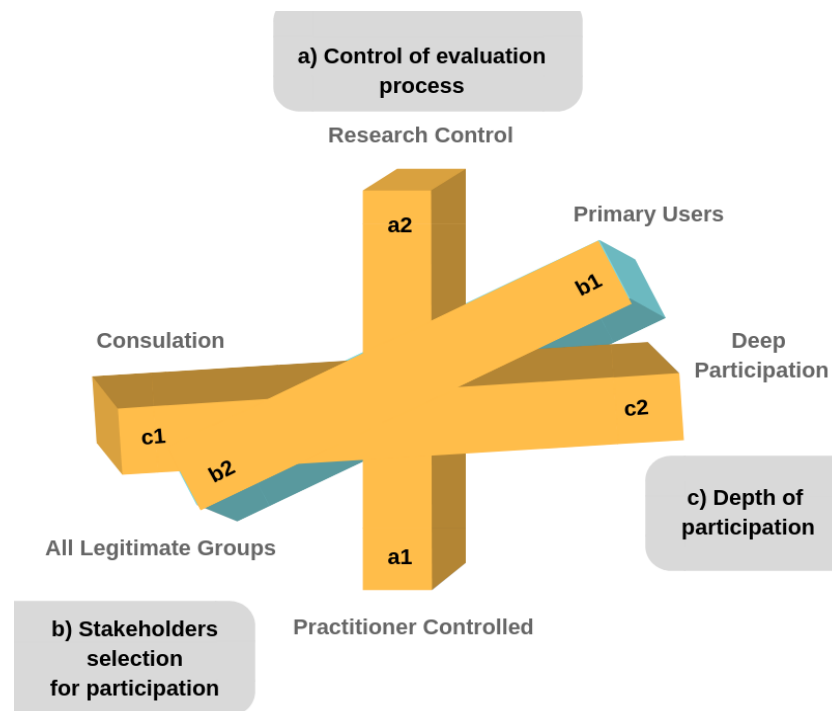 a) Control of evaluation
process
Research Control
a2
Primary Users
b1
Consulation
Deep
Participation
c1
c2
b2
c) Depth of
participation
All Legitimate Groups
a1
b) Stakeholders
selection
for participation
Practitioner Controlled